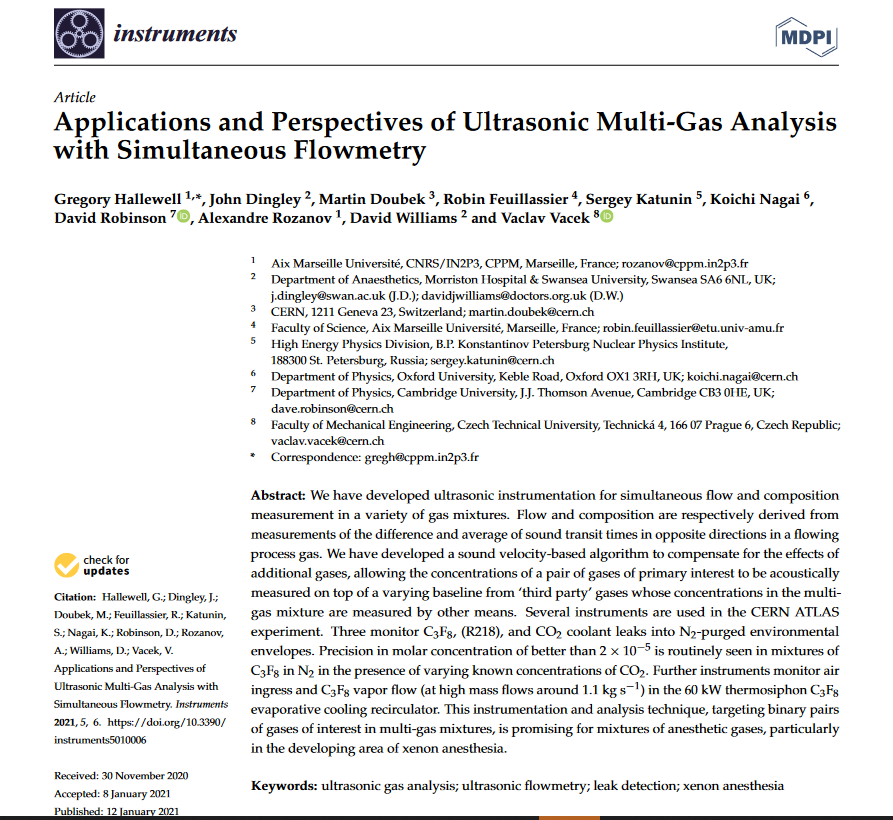 instruments
MDPI
Article
Applications and Perspectives of Ultrasonic Multi-Gas Analysis
with Simultaneous Flowmetry
Gregory Hallewell 1,*, John Dingley 2, Martin Doubek 3, Robin Feuillassier 4, Sergey Katunin 5, Koichi Nagai 6,
David Robinson 7 iD, Alexandre Rozanov 1, David Williams 2 and Vaclav Vacek 8 iD
1 Aix Marseille Université, CNRS/IN2P3, CPPM, Marseille, France; rozanov@cppm.in2p3.fr
2 Department of Anaesthetics, Morriston Hospital & Swansea University, Swansea SA6 6NL, UK;
j.dingley@swan.ac.uk (J.D.); davidjwilliams@doctors.org.uk (D.W.)
3 CERN, 1211 Geneva 23, Switzerland; martin.doubek@cern.ch
4 Faculty of Science, Aix Marseille Université, Marseille, France; robin.feuillassier@etu.univ-amu.fr
5 High Energy Physics Division, B.P. Konstantinov Petersburg Nuclear Physics Institute,
188300 St. Petersburg, Russia; sergey.katunin@cern.ch
6 Department of Physics, Oxford University, Keble Road, Oxford OX1 3RH, UK; koichi.nagai@cern.ch
7 Department of Physics, Cambridge University, J.J. Thomson Avenue, Cambridge CB3 0HE, UK;
dave.robinson@cern.ch
8 Faculty of Mechanical Engineering, Czech Technical University, Technická 4, 166 07 Prague 6, Czech Republic;
vaclav.vacek@cern.ch
* Correspondence: gregh@cppm.in2p3.fr
Abstract: We have developed ultrasonic instrumentation for simultaneous flow and composition
measurement in a variety of gas mixtures. Flow and composition are respectively derived from
measurements of the difference and average of sound transit times in opposite directions in a flowing
process gas. We have developed a sound velocity-based algorithm to compensate for the effects of
additional gases, allowing the concentrations of a pair of gases of primary interest to be acoustically
measured on top of a varying baseline from ‘third party’ gases whose concentrations in the multi-
gas mixture are measured by other means. Several instruments are used in the CERN ATLAS
experiment. Three monitor C3F8, (R218), and CO2 coolant leaks into N2-purged environmental
envelopes. Precision in molar concentration of better than 2 × 10−5 is routinely seen in mixtures of
C3F8 in N2 in the presence of varying known concentrations of CO2. Further instruments monitor air
ingress and C3F8 vapor flow (at high mass flows around 1.1 kg s−1) in the 60 kW thermosiphon C3F8
evaporative cooling recirculator. This instrumentation and analysis technique, targeting binary pairs
of gases of interest in multi-gas mixtures, is promising for mixtures of anesthetic gases, particularly
in the developing area of xenon anesthesia.
Keywords: ultrasonic gas analysis; ultrasonic flowmetry; leak detection; xenon anesthesia
check for
updates
Citation: Hallewell, G.; Dingley, J.;
Doubek, M.; Feuillassier, R.; Katunin,
S.; Nagai, K.; Robinson, D.; Rozanov,
A.; Williams, D.; Vacek, V.
Applications and Perspectives of
Ultrasonic Multi-Gas Analysis with
Simultaneous Flowmetry. Instruments
2021, 5, 6. https://doi.org/10.3390/
instruments5010006
Received: 30 November 2020
Accepted: 8 January 2021
Published: 12 January 2021